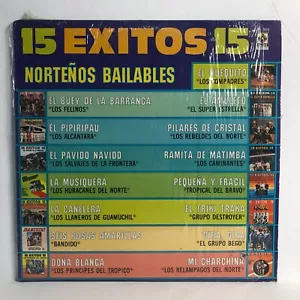 15 EXITOS 15
NORTEÑOS BAILABLES
"LOS COMPADRES"
EL BUEY DE LA BARRANCA
"LOS FELINOS"
"EL SUPER ESTRELLA"
EL PIPIRIPAU
"LOS ALCANTARA"
PILARES DE CRISTAL
"LOS REBELDES DEL NORTE"
EL PAVIDO NAVIDO
"LOS SALVAJES DE LA FRONTERA"
RAMITA DE MATIMBA
"LOS CAMINANTES"
LA MUSIQUERA
"LOS HURACANES DEL NORTE"
PEQUEÑA Y FRAGIL
"TROPICAL DEL BRAVO"
"LOS LLANEROS DE GUAMUCHIL"
EL TRINI TRANA
"GRUPO DESTROYER"
SEIS ROSAS AMARILLAS
"BANDIDO"
"EL GRUPO BEGO"
DOÑA BLANCA
"LOS PRINCIPES DEL TROPICO"
MI CHARCHINA
"LOS RELAMPAGOS DEL NORTE"